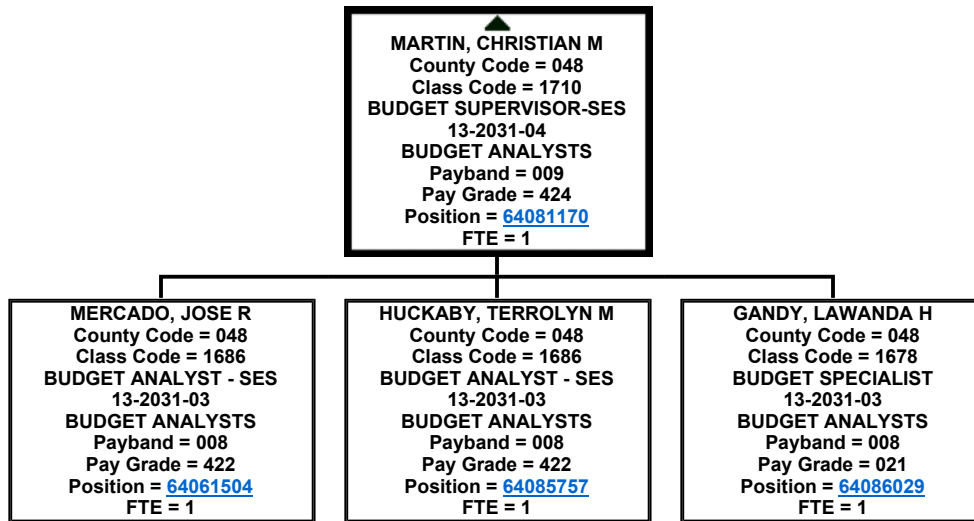 MARTIN, CHRISTIAN M
County Code = 048
Class Code = 1710
BUDGET SUPERVISOR-SES
13-2031-04
BUDGET ANALYSTS
Payband = 009
Pay Grade = 424
Position = 64081170
FTE = 1
MERCADO, JOSE R
County Code = 048
Class Code = 1686
BUDGET ANALYST - SES
13-2031-03
BUDGET ANALYSTS
Payband = 008
Pay Grade = 422
Position = 64061504
FTE = 1
HUCKABY, TERROLYN M
County Code = 048
Class Code = 1686
BUDGET ANALYST - SES
13-2031-03
BUDGET ANALYSTS
Payband = 008
Pay Grade = 422
Position = 64085757
FTE = 1
GANDY, LAWANDA H
County Code = 048
Class Code = 1678
BUDGET SPECIALIST
13-2031-03
BUDGET ANALYSTS
Payband = 008
Pay Grade = 021
Position = 64086029
FTE = 1